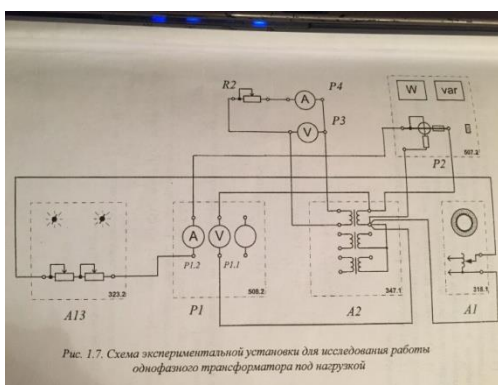 R2
A
P4
V
P3
W
var
507.2
P2
A
V
P1.2
P1.1
323.2
508.2
347.1
318.1
A13
P1
A2
A1
Рис. 1.7. Схема экспериментальной установки для исследования работы
однофазного трансформатора под нагрузкой